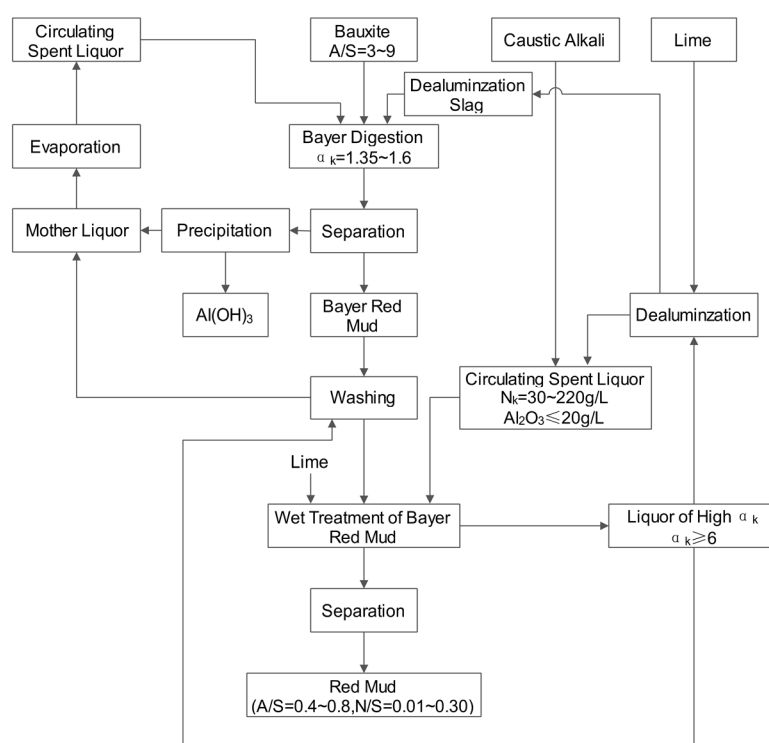 Circulating
Spent Liquor
Bauxite
A/S=3~9
Caustic Alkali
Lime
Dealuminzation
Slag
Evaporation
Bayer Digestion
αk=1.35~1.6
Mother Liquor
Precipitation
Separation
Al(OH)3
Bayer Red
Mud
Dealuminzation
Washing
Circulating Spent Liquor
Nk=30~220g/L
Al2O3≤20g/L
Lime
Wet Treatment of Bayer
Red Mud
Liquor of High αk
αk≥6
Separation
Red Mud
(A/S=0.4~0.8,N/S=0.01~0.30)